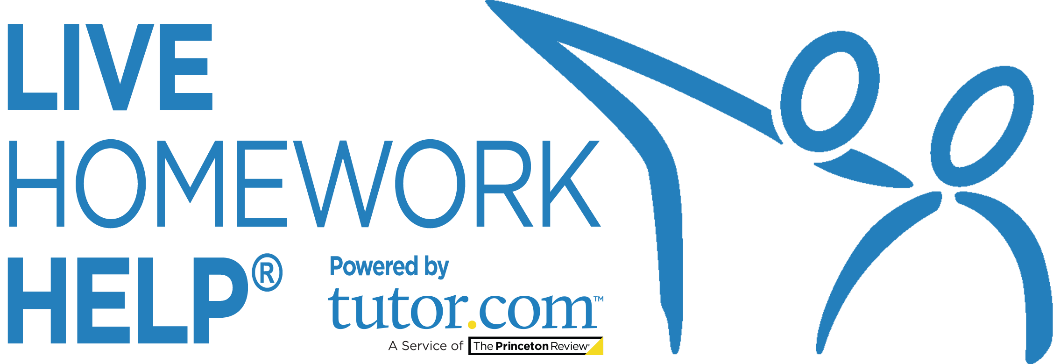 LIVE
HOMEWORK
HELP®
Powered by
tutor.com™
A Service of The Princeton Review®